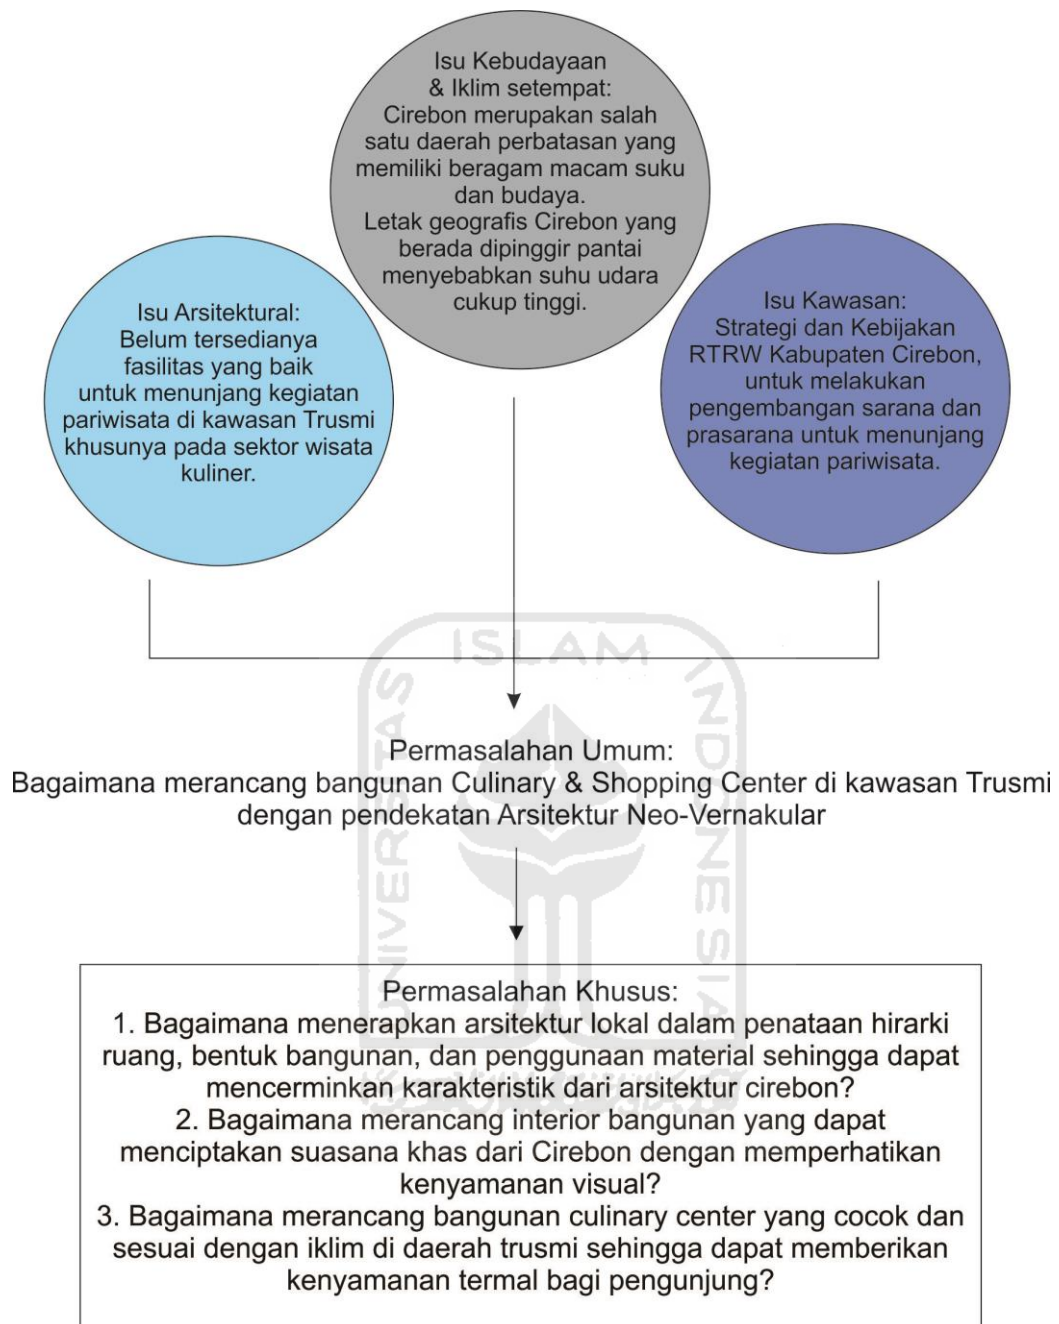 Isu Kebudayaan
& Iklim setempat:
Cirebon merupakan salah
satu daerah perbatasan yang
memiliki beragam macam suku
dan budaya.
Letak geografis Cirebon yang
berada dipinggir pantai
menyebabkan suhu udara
cukup tinggi.
Isu Arsitektural:
Belum tersedianya
fasilitas yang baik
untuk menunjang kegiatan
pariwisata di kawasan Trusmi
khusunya pada sektor wisata
kuliner.
Isu Kawasan:
Strategi dan Kebijakan
RTRW Kabupaten Cirebon,
untuk melakukan
pengembangan sarana dan
prasarana untuk menunjang
kegiatan pariwisata.
UNIVERSITAS
ISLAM
INDONESIA
Permasalahan Umum:
Bagaimana merancang bangunan Culinary & Shopping Center di kawasan Trusmi
dengan pendekatan Arsitektur Neo-Vernakular
Permasalahan Khusus:
1. Bagaimana menerapkan arsitektur lokal dalam penataan hirarki
ruang, bentuk bangunan, dan penggunaan material sehingga dapat
mencerminkan karakteristik dari arsitektur cirebon?
2. Bagaimana merancang interior bangunan yang dapat
menciptakan suasana khas dari Cirebon dengan memperhatikan
kenyamanan visual?
3. Bagaimana merancang bangunan culinary center yang cocok dan
sesuai dengan iklim di daerah trusmi sehingga dapat memberikan
kenyamanan termal bagi pengunjung?